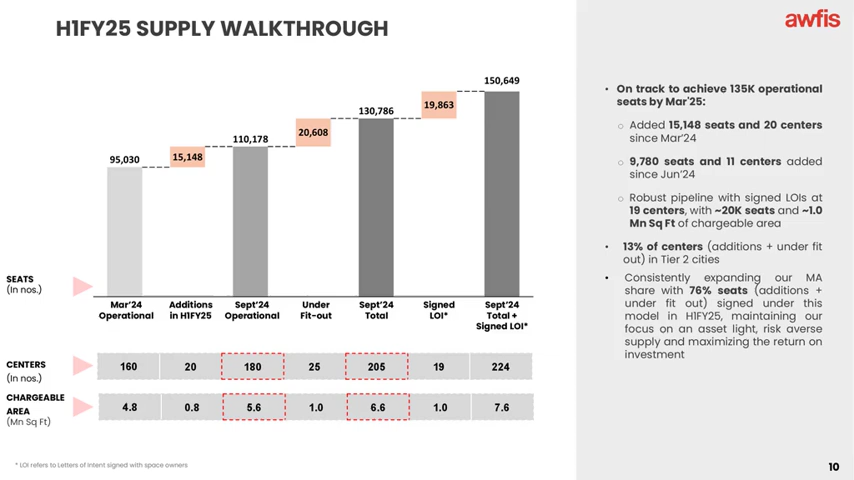 H1FY25 SUPPLY WALKTHROUGH
awfis
95,030
15,148
110,178
20,608
130,786
19,863
150,649
SEATS
(In nos.)
Mar'24 Operational
Additions in H1FY25
Sept'24 Operational
Under Fit-out
Sept'24 Total
Signed LOI*
Sept'24 Total + Signed LOI*
CENTERS
(In nos.)
160 20 180 25 205 19 224
CHARGEABLE
AREA
(Mn Sq Ft)
4.8 0.8 5.6 1.0 6.6 1.0 7.6
• On track to achieve 135K operational
seats by Mar'25:
o Added 15,148 seats and 20 centers
since Mar'24
o 9,780 seats and 11 centers added
since Jun'24
o Robust pipeline with signed LOIs at
19 centers, with ~20K seats and ~1.0
Mn Sq Ft of chargeable area
• 13% of centers (additions + under fit
out) in Tier 2 cities
• Consistently expanding our MA
share with 76% seats (additions +
under fit out) signed under this
model in H1FY25, maintaining our
focus on an asset light, risk averse
supply and maximizing the return on
investment
* LOI refers to Letters of Intent signed with space owners
10